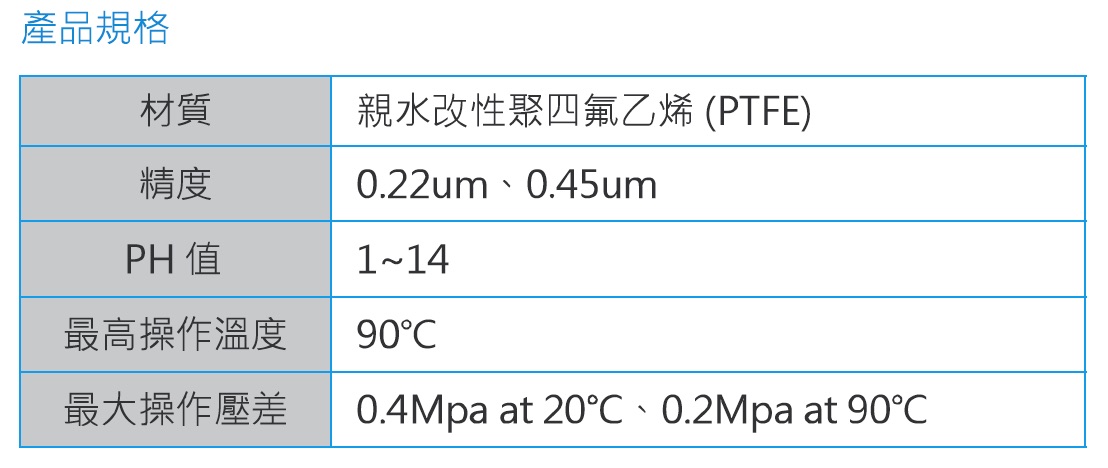 產品規格
材質 親水改性聚四氟乙烯 (PTFE)
精度 0.22um、0.45um
PH 值 1~14
最高操作溫度 90℃
最大操作壓差 0.4Mpa at 20℃、0.2Mpa at 90℃